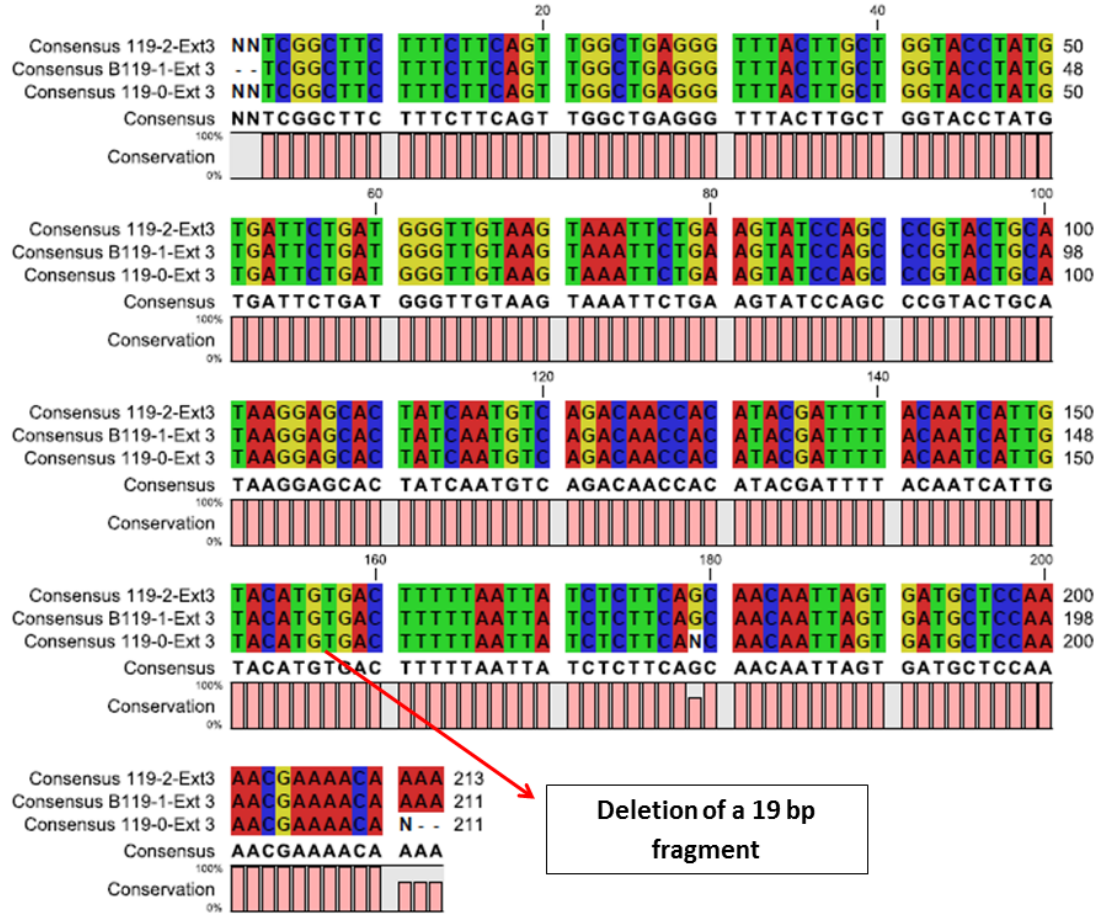 20 40
Consensus 119-2-Ext3 NNTCGGCTTC TTTCTTCAGT TGGCTGAGGG TTTACTTGCT GGTACCTATG 50
Consensus B119-1-Ext 3 --TCGGCTTC TTTCTTCAGT TGGCTGAGGG TTTACTTGCT GGTACCTATG 48
Consensus 119-0-Ext 3 NNTCGGCTTC TTTCTTCAGT TGGCTGAGGG TTTACTTGCT GGTACCTATG 50
Consensus NNTCGGCTTC TTTCTTCAGT TGGCTGAGGG TTTACTTGCT GGTACCTATG
100%
Conservation
0%
60 80 100
Consensus 119-2-Ext3 TGATTCTGAT GGGTTGTAAG TAAATTCTGA AGTATCCAGC CCGTACTGCA 100
Consensus B119-1-Ext 3 TGATTCTGAT GGGTTGTAAG TAAATTCTGA AGTATCCAGC CCGTACTGCA 98
Consensus 119-0-Ext 3 TGATTCTGAT GGGTTGTAAG TAAATTCTGA AGTATCCAGC CCGTACTGCA 100
Consensus TGATTCTGAT GGGTTGTAAG TAAATTCTGA AGTATCCAGC CCGTACTGCA
100%
Conservation
0%
120 140
Consensus 119-2-Ext3 TAAGGAGCAC TATCAATGTC AGACAACCAC ATACGATTTT ACAATCATTG 150
Consensus B119-1-Ext 3 TAAGGAGCAC TATCAATGTC AGACAACCAC ATACGATTTT ACAATCATTG 148
Consensus 119-0-Ext 3 TAAGGAGCAC TATCAATGTC AGACAACCAC ATACGATTTT ACAATCATTG 150
Consensus TAAGGAGCAC TATCAATGTC AGACAACCAC ATACGATTTT ACAATCATTG
100%
Conservation
0%
160 180 200
Consensus 119-2-Ext3 TACATGTGAC TTTTTAATTA TCTCTTCAGC AACAATTAGT GATGCTCCAA 200
Consensus B119-1-Ext 3 TACATGTGAC TTTTTAATTA TCTCTTCAGC AACAATTAGT GATGCTCCAA 198
Consensus 119-0-Ext 3 TACATGTGAC TTTTTAATTA TCTCTTCANC AACAATTAGT GATGCTCCAA 200
Consensus TACATGTGAC TTTTTAATTA TCTCTTCAGC AACAATTAGT GATGCTCCAA
100%
Conservation
0%
Consensus 119-2-Ext3 AACGAAAACA AAA 213
Consensus B119-1-Ext 3 AACGAAAACA AAA 211
Consensus 119-0-Ext 3 AACGAAAACA N-- 211
Consensus AACGAAAACA AAA
100%
Conservation
0%
Deletion of a 19 bp
fragment